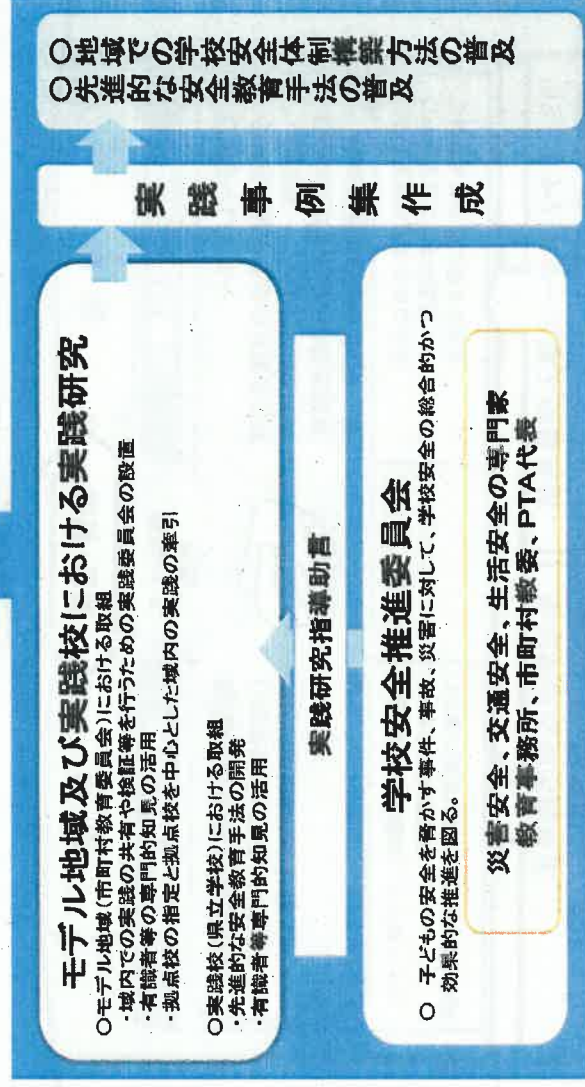 モデル地域及び実践校における実践研究
○モデル地域(市町村教育委員会)における取組
・域内での実践の共有や検証等を行うための実践委員会の設置
・有識者等の専門的知見の活用
・拠点校の指定と拠点校を中心とした域内の実践の牽引
○実践校(県立学校)における取組
・先進的な安全教育手法の開発
・有識者等専門的知見の活用
実践研究指導助言
学校安全推進委員会
○ 子どもの安全を脅かす事件、事故、災害に対して、学校安全の総合的かつ
効果的な推進を図る。
災害安全、交通安全、生活安全の専門家
教育事務所、市町村教委、PTA代表
実践事例集作成
○地域での学校安全体制構築方法の普及
○先進的な安全教育手法の普及